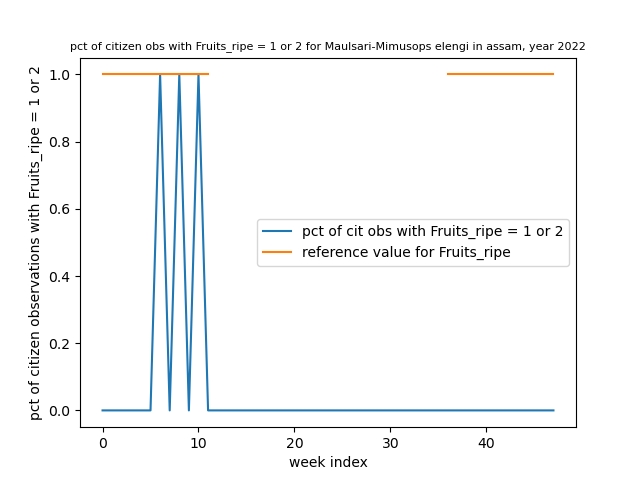 pct of citizen obs with Fruits_ripe = 1 or 2 for Maulsari-Mimusops elengi in assam, year 2022
pct of citizen observations with Fruits_ripe = 1 or 2
1.0
0.8
0.6
0.4
0.2
0.0
pct of cit obs with Fruits_ripe = 1 or 2
reference value for Fruits_ripe
0 10 20 30 40
week index